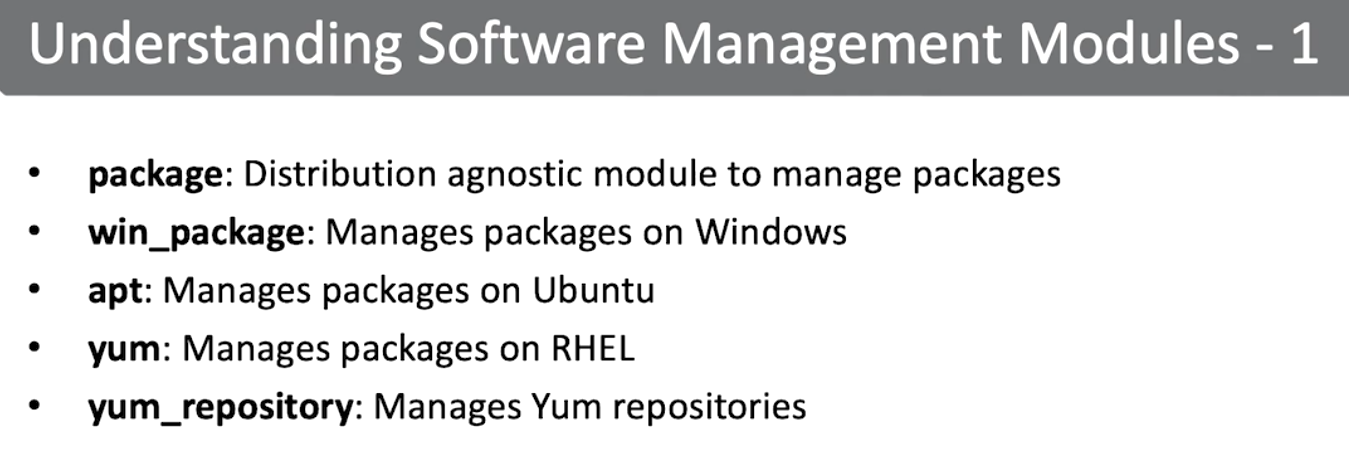 Understanding Software Management Modules - 1
• package: Distribution agnostic module to manage packages
• win_package: Manages packages on Windows
• apt: Manages packages on Ubuntu
• yum: Manages packages on RHEL
• yum_repository: Manages Yum repositories